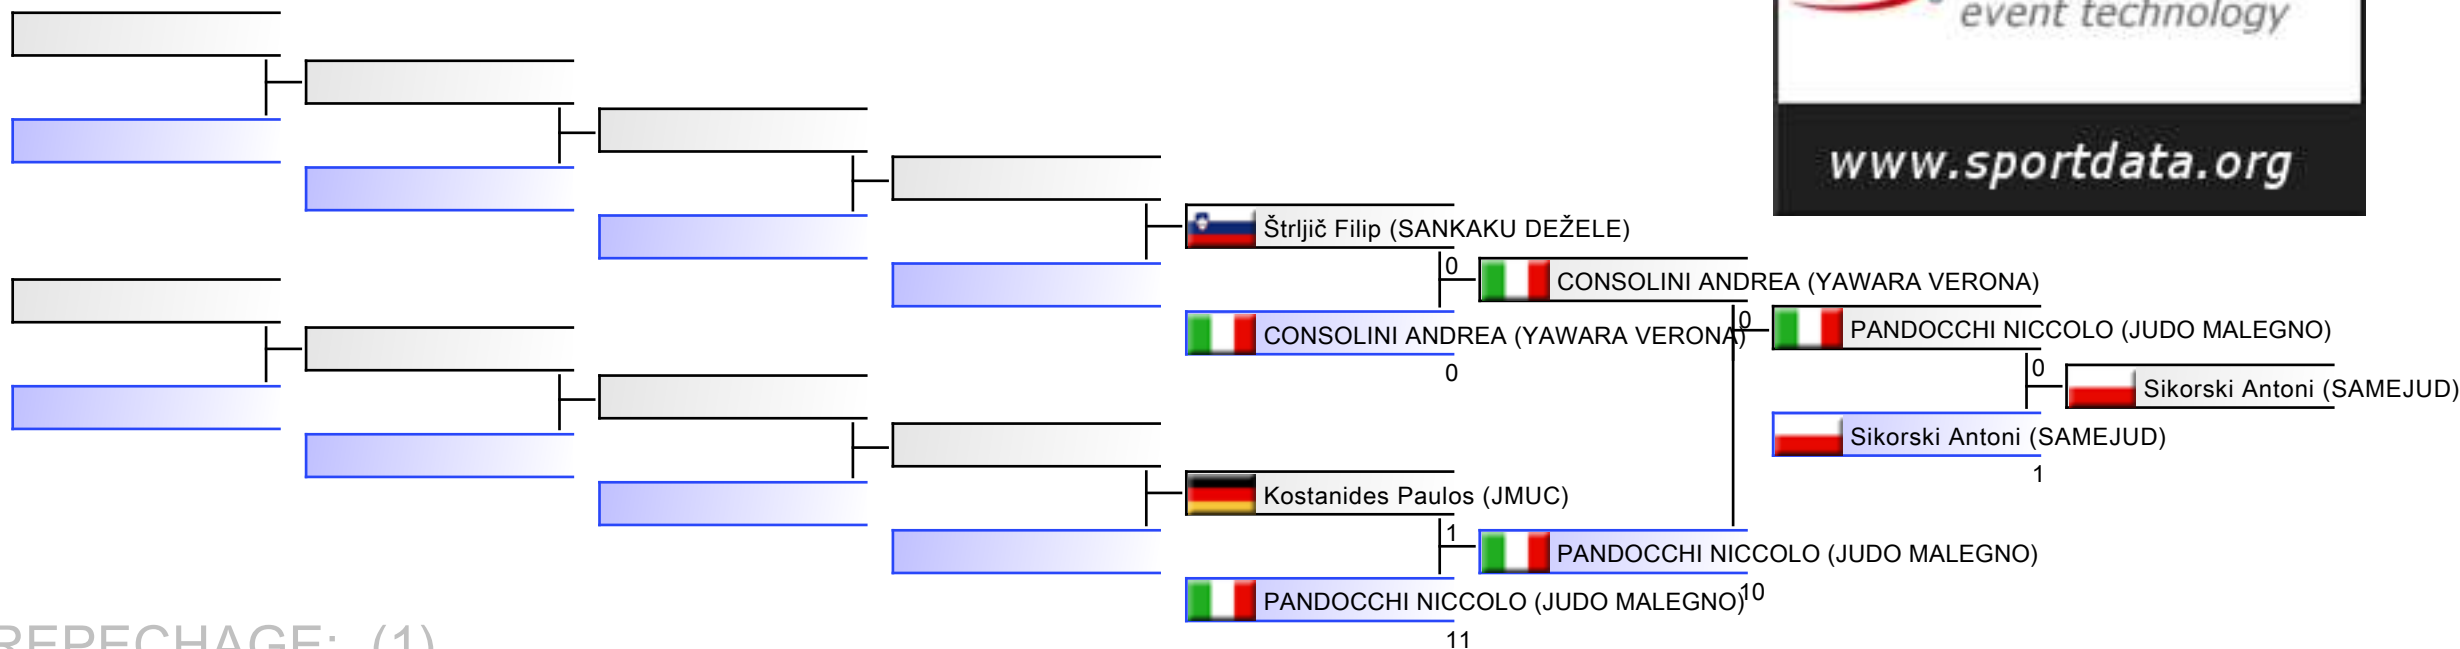 event technology
www.sportdata.org
Štrljič Filip (SANKAKU DEŽELE)
0
CONSOLINI ANDREA (YAWARA VERONA)
CONSOLINI ANDREA (YAWARA VERONA)
0
0
PANDOCCHI NICCOLO (JUDO MALEGNO)
0
Sikorski Antoni (SAMEJUD)
Sikorski Antoni (SAMEJUD)
1
Kostanides Paulos (JMUC)
1
PANDOCCHI NICCOLO (JUDO MALEGNO)
10
PANDOCCHI NICCOLO (JUDO MALEGNO)
11
REPECHAGE: (1)